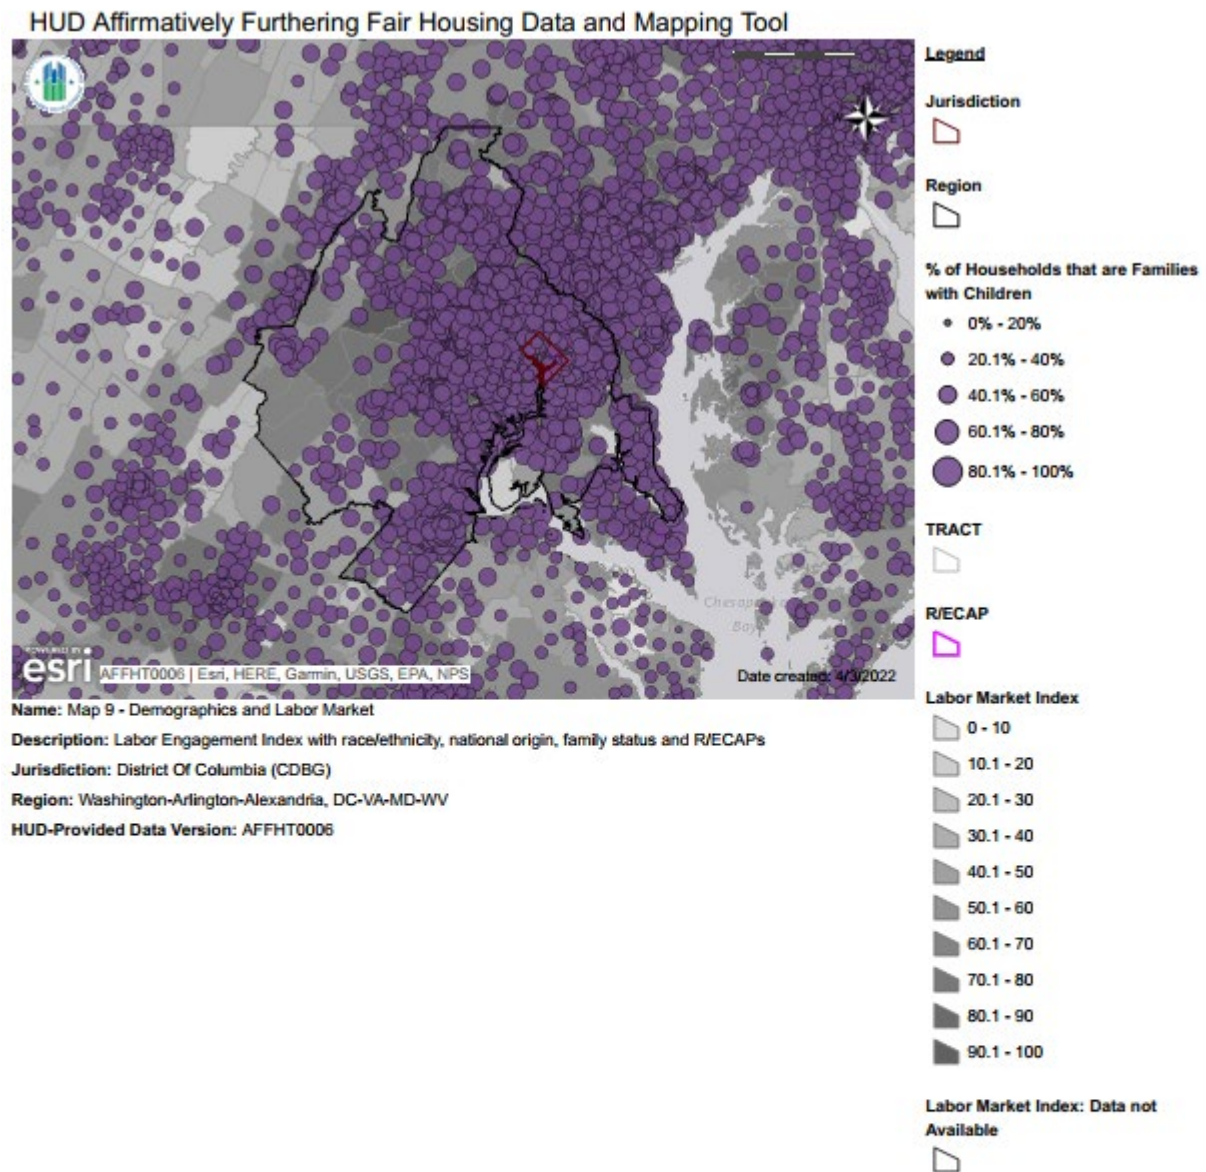 HUD Affirmatively Furthering Fair Housing Data and Mapping Tool
Legend
Jurisdiction
Region
% of Households that are Families
with Children
0% - 20%
20.1% - 40%
40.1% - 60%
60.1% - 80%
80.1% - 100%
TRACT
R/ECAP
Labor Market Index
0 - 10
10.1 - 20
20.1 - 30
30.1 - 40
40.1 - 50
50.1 - 60
60.1 - 70
70.1 - 80
80.1 - 90
90.1 - 100
Labor Market Index: Data not
Available
Bay
POWERED BY
esri
AFFHT0006 | Esri, HERE, Garmin, USGS, EPA, NPS
Date created: 4/3/2022
Name: Map 9 - Demographics and Labor Market
Description: Labor Engagement Index with race/ethnicity, national origin, family status and R/ECAPs
Jurisdiction: District Of Columbia (CDBG)
Region: Washington-Arlington-Alexandria, DC-VA-MD-WV
HUD-Provided Data Version: AFFHT0006